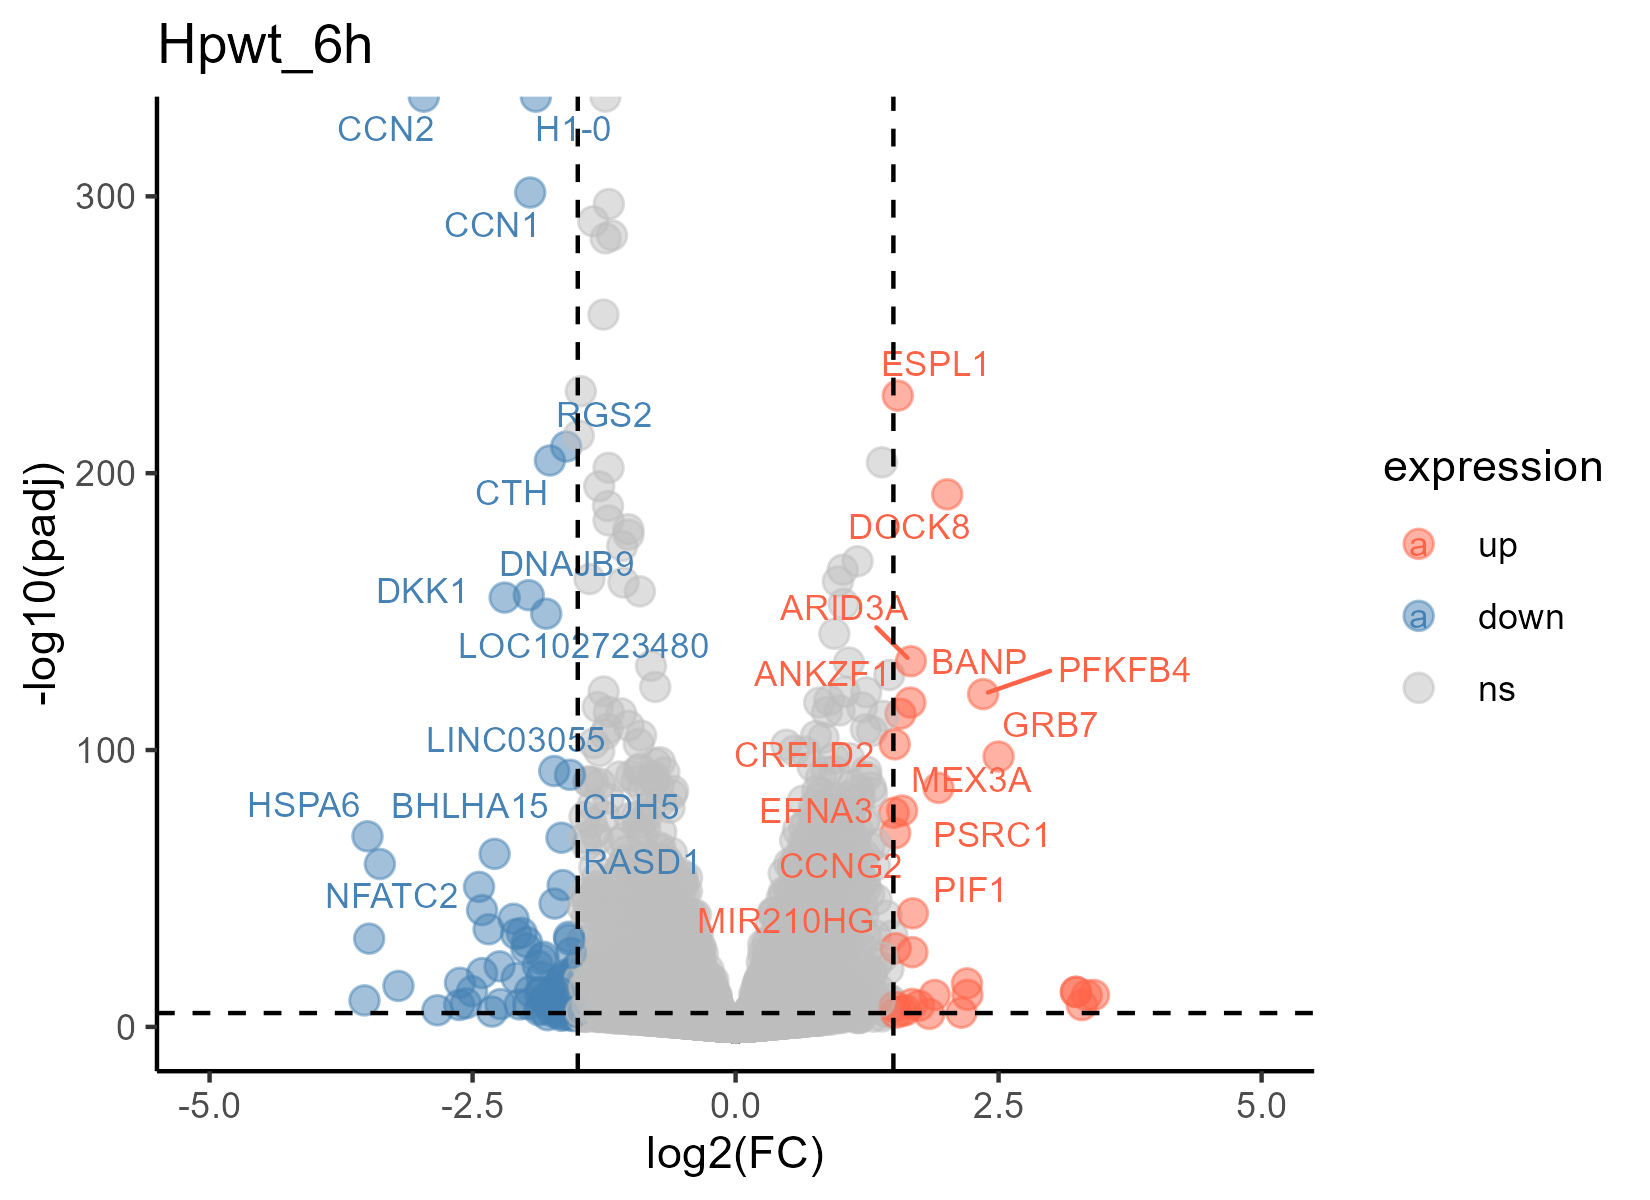 Hpwt_6h
CCN2
H1-0
300
CCN1
ESPL1
RGS2
200
CTH
DOCK8
DNAJB9
DKK1
ARID3A
LOC102723480
ANKZF1
BANP
PFKFB4
GRB7
LINC03055
100
CRELD2
MEX3A
HSPA6
BHLHA15
CDH5
EFNA3
PSRC1
RASD1
CCNG2
NFATC2
PIF1
MIR210HG
0
-5.0
-2.5
0.0
2.5
5.0
log2(FC)
-log10(padj)
expression
a up
a down
ns